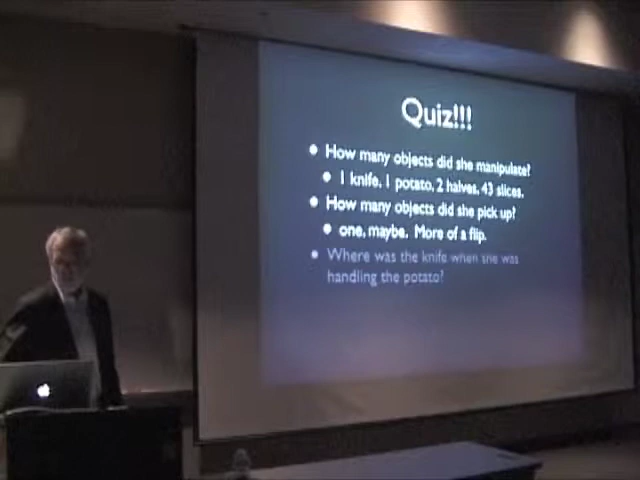 Quiz!!!
How many objects did she manipulate?
1 knife, 1 potato, 2 halves, 43 slices.
How many objects did she pick up?
one, maybe. More of a flip.
Where was the knife when she was
handling the potato?